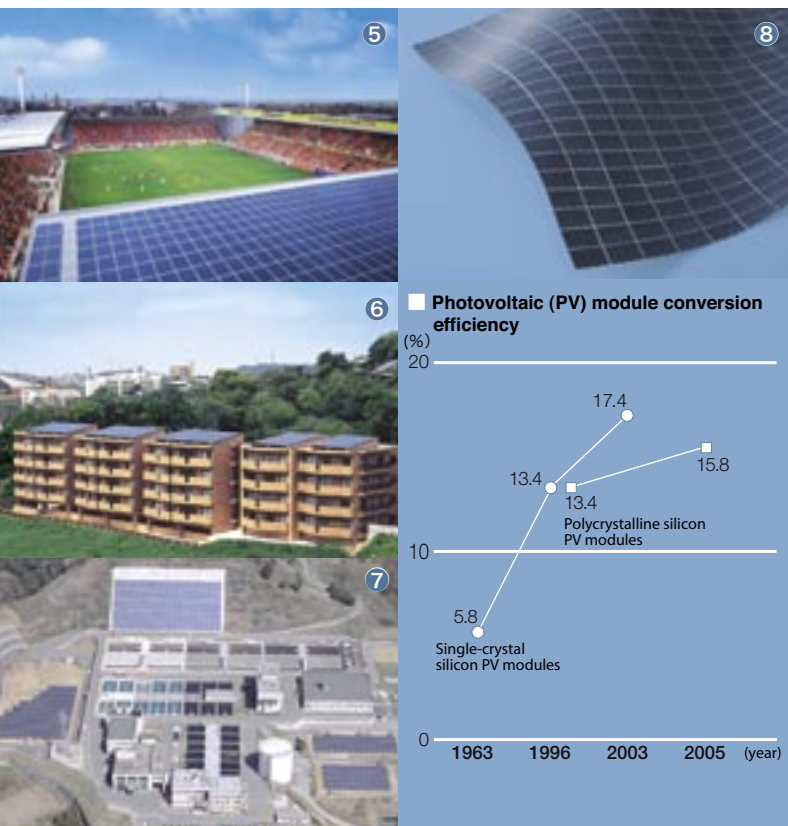 5
8
6
7
Photovoltaic (PV) module conversion
efficiency
(%)
20
17.4
15.8
13.4
13.4
Polycrystalline silicon
PV modules
10
5.8
Single-crystal
silicon PV modules
0
1963 1996 2003 2005 (year)